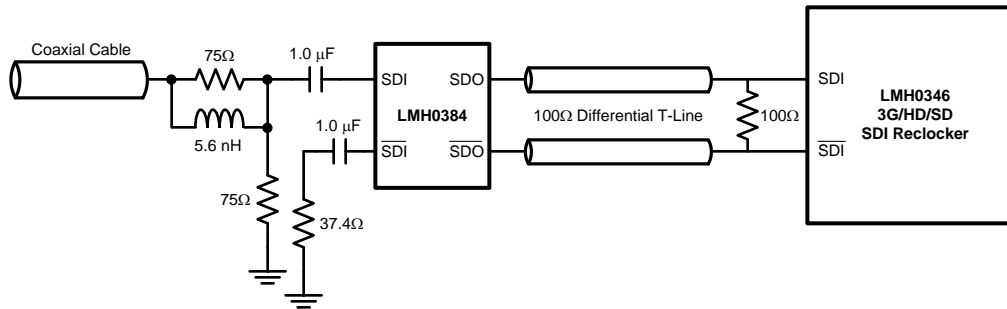 Coaxial Cable
75Ω
1.0 μF
5.6 nH
75Ω
1.0 μF
37.4Ω
SDI
SDO
LMH0384
SDI
SDO
100Ω Differential T-Line
100Ω
SDI
SDI
LMH0346
3G/HD/SD
SDI Reclocker